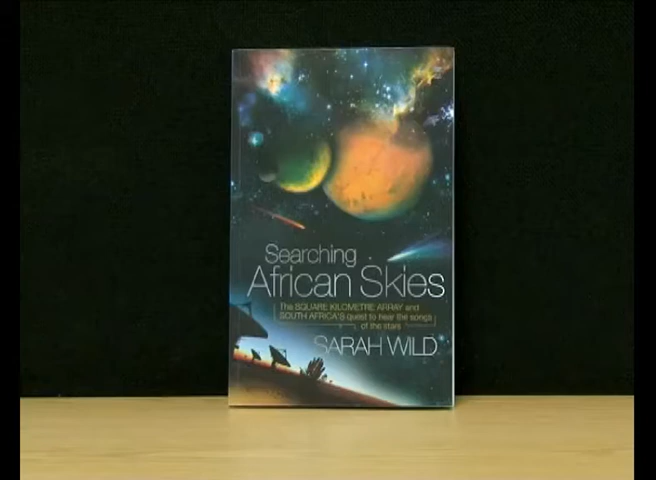 Searching
African Skies
The SQUARE KILOMETRE ARRAY and
SOUTH AFRICA'S quest to hear the songs
of the stars
SARAH WILD